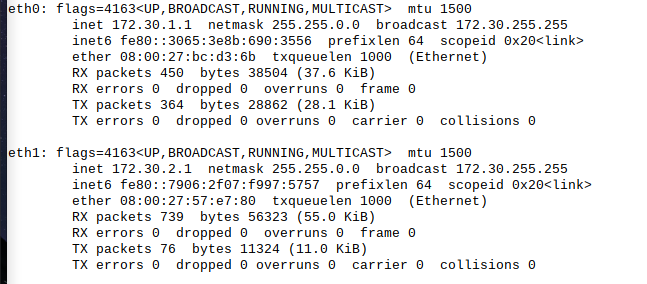 eth0: flags=4163<UP,BROADCAST,RUNNING,MULTICAST>  mtu 1500
        inet 172.30.1.1  netmask 255.255.0.0  broadcast 172.30.255.255
        inet6 fe80::3065:3e8b:690:3556  prefixlen 64  scopeid 0x20<link>
        ether 08:00:27:bc:d3:6b  txqueuelen 1000  (Ethernet)
        RX packets 450  bytes 38504 (37.6 KiB)
        RX errors 0  dropped 0  overruns 0  frame 0
        TX packets 364  bytes 28862 (28.1 KiB)
        TX errors 0  dropped 0 overruns 0  carrier 0  collisions 0

eth1: flags=4163<UP,BROADCAST,RUNNING,MULTICAST>  mtu 1500
        inet 172.30.2.1  netmask 255.255.0.0  broadcast 172.30.255.255
        inet6 fe80::7906:2f07:f997:5757  prefixlen 64  scopeid 0x20<link>
        ether 08:00:27:57:e7:80  txqueuelen 1000  (Ethernet)
        RX packets 739  bytes 56323 (55.0 KiB)
        RX errors 0  dropped 0  overruns 0  frame 0
        TX packets 76  bytes 11324 (11.0 KiB)
        TX errors 0  dropped 0 overruns 0  carrier 0  collisions 0